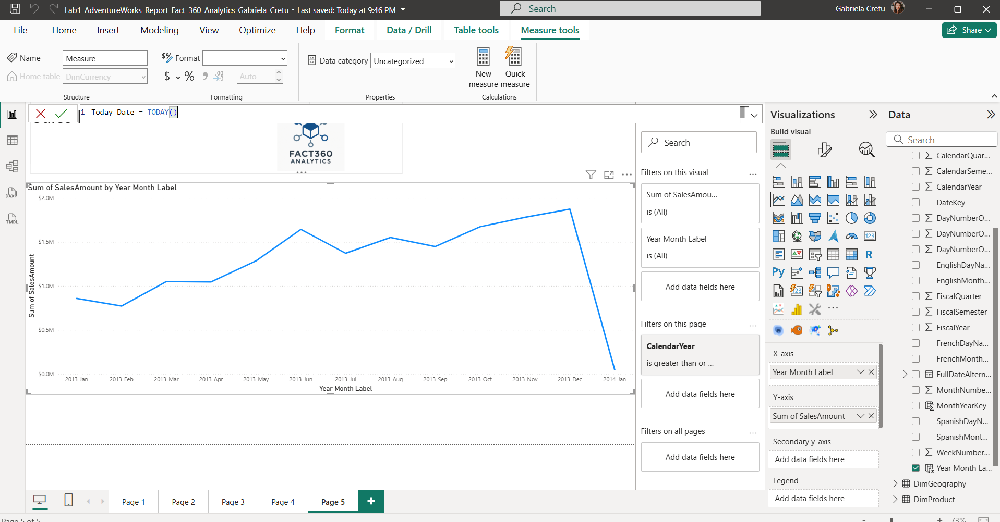 Lab1_AdventureWorks_Report_Fact_360_Analytics_Gabriela_Cretu • Last saved: Today at 9:46 PM
Search
Gabriela Cretu
File Home Insert Modeling View Optimize Help Format Data / Drill Table tools Measure tools
Share
Name Measure
Home table DimCurrency
Structure
$% Format
$ % , .00
Auto
Formatting
Data category Uncategorized
Properties
New measure
Quick measure
Calculations
1 Today Date = TODAY()
FACT360
ANALYTICS
Sum of SalesAmount by Year Month Label
$2.0M
$1.5M
$1.0M
$0.5M
$0.0M
Sum of SalesAmount
2013-Jan 2013-Feb 2013-Mar 2013-Apr 2013-May 2013-Jun 2013-Jul 2013-Aug 2013-Sep 2013-Oct 2013-Nov 2013-Dec 2014-Jan
Year Month Label
Search
Filters on this visual ...
Sum of SalesAmou...
is (All)
Year Month Label
is (All)
Add data fields here
Filters on this page ...
CalendarYear
is greater than or ...
Add data fields here
Filters on all pages ...
Add data fields here
Visualizations
Build visual
123
R
Py
123
...
X-axis
Year Month Label
Y-axis
Sum of SalesAmount
Secondary y-axis
Add data fields here
Legend
Add data fields here
Data
Search
CalendarQuar...
CalendarSeme...
CalendarYear
DateKey
DayNumberO...
DayNumberO...
DayNumberO...
EnglishDayNa...
EnglishMonth...
FiscalQuarter
FiscalSemester
FiscalYear
FrenchDayNa...
FrenchMonth...
FullDateAltern...
MonthNumbe...
MonthYearKey
SpanishDayN...
SpanishMont...
WeekNumber...
Year Month La...
DimGeography
DimProduct
DAX
TMDL
Page 1 Page 2 Page 3 Page 4 Page 5 +
Page 5 of 5
- + 73%